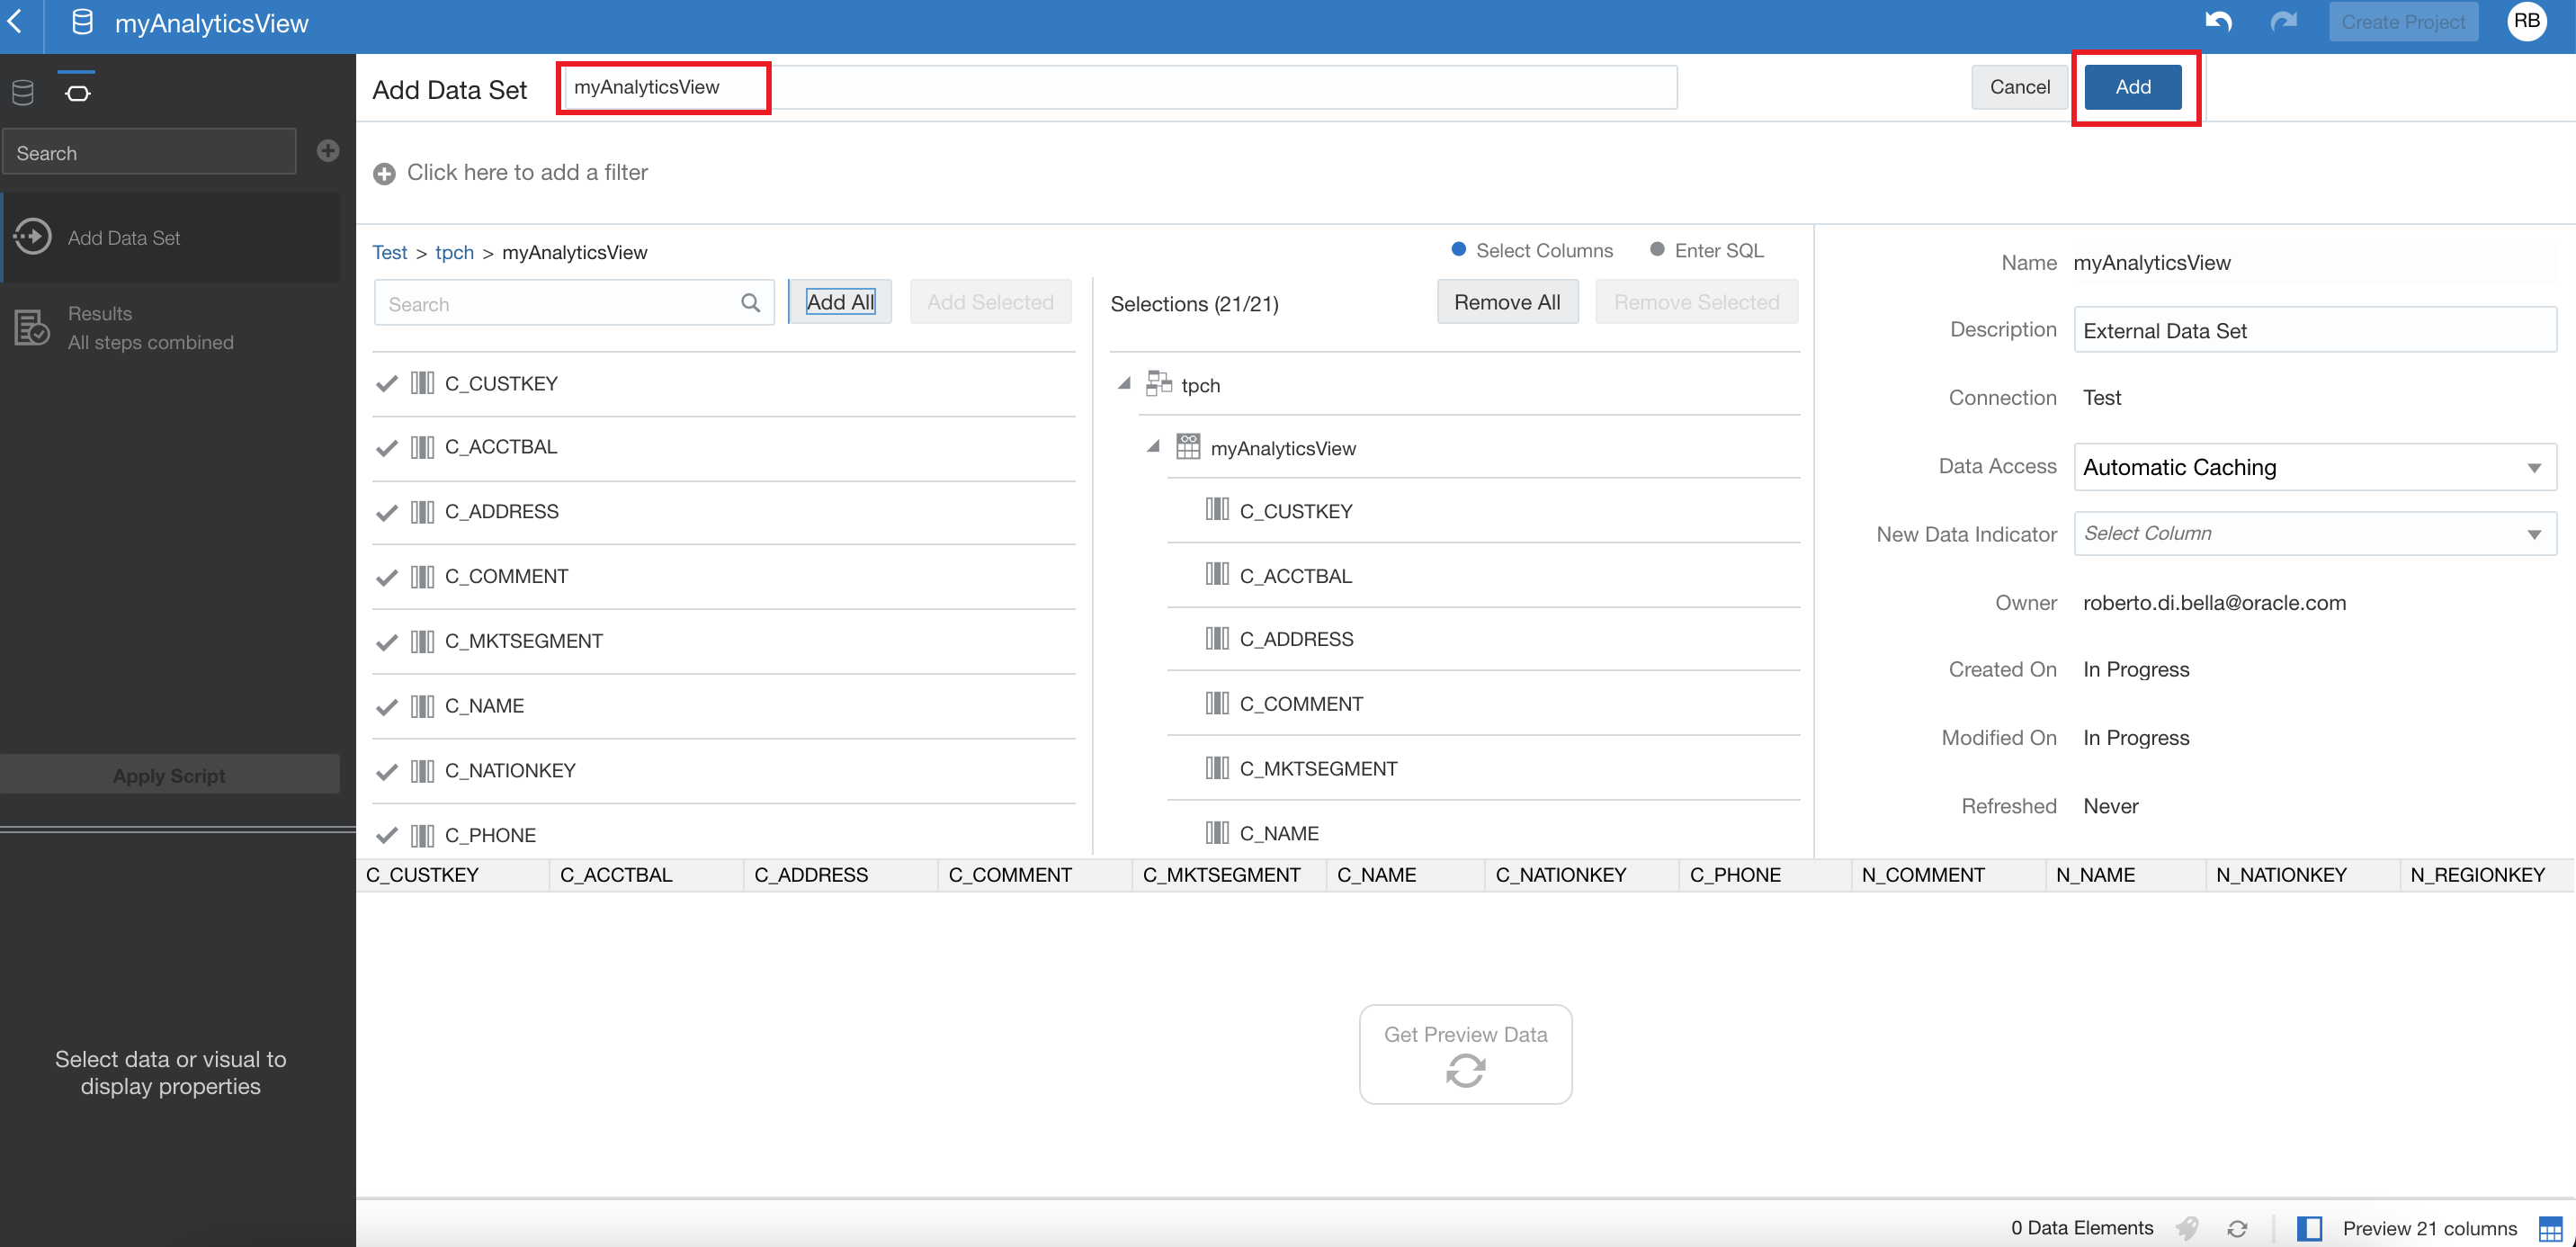 myAnalyticsView
Create Project
RB
Add Data Set
myAnalyticsView
Cancel
Add
Search
Click here to add a filter
Add Data Set
Results
All steps combined
Apply Script
Select data or visual to
display properties
Test > tpch > myAnalyticsView
Select Columns
Enter SQL
Search
Add All
Add Selected
Selections (21/21)
Remove All
Remove Selected
C_CUSTKEY
C_ACCTBAL
C_ADDRESS
C_COMMENT
C_MKTSEGMENT
C_NAME
C_NATIONKEY
C_PHONE
tpch
myAnalyticsView
C_CUSTKEY
C_ACCTBAL
C_ADDRESS
C_COMMENT
C_MKTSEGMENT
C_NAME
Name myAnalyticsView
Description External Data Set
Connection Test
Data Access Automatic Caching
New Data Indicator Select Column
Owner roberto.di.bella@oracle.com
Created On In Progress
Modified On In Progress
Refreshed Never
C_CUSTKEY C_ACCTBAL C_ADDRESS C_COMMENT C_MKTSEGMENT C_NAME C_NATIONKEY C_PHONE N_COMMENT N_NAME N_NATIONKEY N_REGIONKEY
Get Preview Data
0 Data Elements
Preview 21 columns